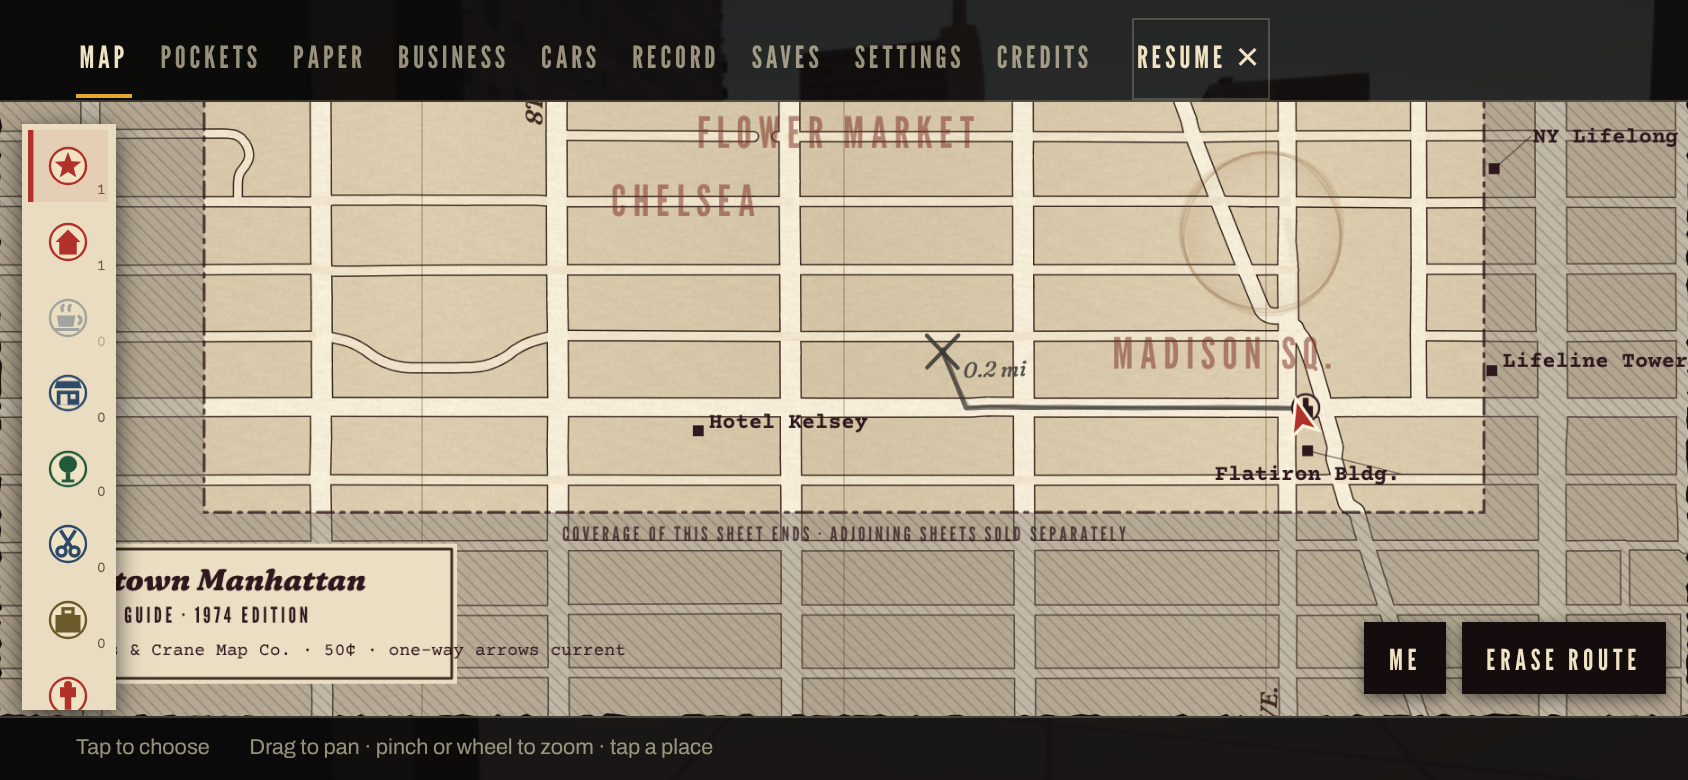 MAP POCKETS PAPER BUSINESS CARS RECORD SAVES SETTINGS CREDITS RESUME ✕
FLOWER MARKET
NY Lifelong
CHELSEA
1
1
0
0
0
0
0
MADISON SQ.
0.2 mi
Lifeline Tower
Hotel Kelsey
Flatiron Bldg.
COVERAGE OF THIS SHEET ENDS · ADJOINING SHEETS SOLD SEPARATELY
town Manhattan
GUIDE · 1974 EDITION
& Crane Map Co. · 50¢ · one-way arrows current
ME
ERASE ROUTE
Tap to choose Drag to pan · pinch or wheel to zoom · tap a place